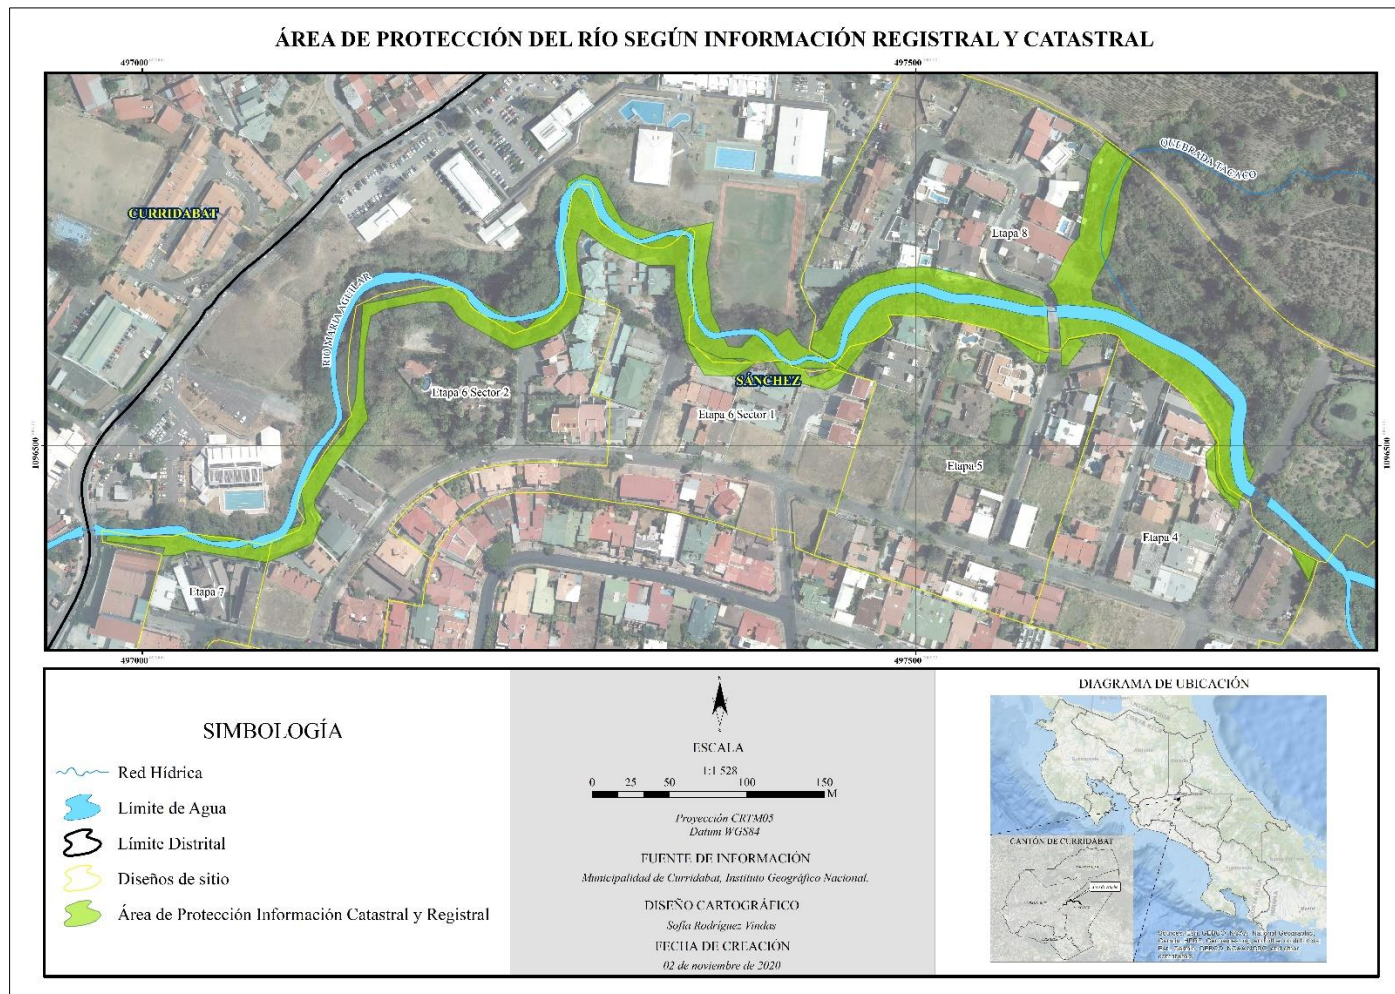 ÁREA DE PROTECCIÓN DEL RÍO SEGÚN INFORMACIÓN REGISTRAL Y CATASTRAL
497000
497500
QUEBRADA TACACO
CURRIDABAT
Etapa 8
RIO MARIA AGUILAR
SÁNCHEZ
Etapa 6 Sector 2
Etapa 6 Sector 1
1096500
1096500
Etapa 5
Etapa 4
Etapa 7
497000
497500
SIMBOLOGÍA
Red Hídrica
Límite de Agua
Límite Distrital
Diseños de sitio
Área de Protección Información Catastral y Registral
ESCALA
1:1 528
0 25 50 100 150
M
Proyección CRTM05
Datum WGS84
FUENTE DE INFORMACIÓN
Municipalidad de Curridabat, Instituto Geográfico Nacional.
DISEÑO CARTOGRÁFICO
Sofía Rodríguez Vindas
FECHA DE CREACIÓN
02 de noviembre de 2020
DIAGRAMA DE UBICACIÓN
CANTÓN DE CURRIDABAT